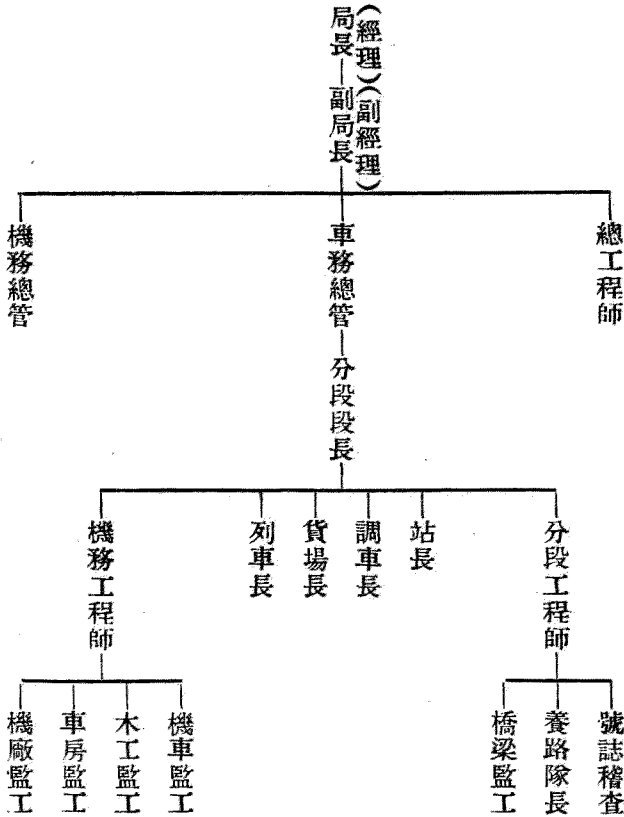 (經理)(副經理)
局長—副局長
總工程師
車務總管—分段段長
機務總管
分段工程師
站長
調車長
貨場長
列車長
機務工程師
號誌稽查
養路隊長
橋梁監工
機車監工
木工監工
車房監工
機廠監工